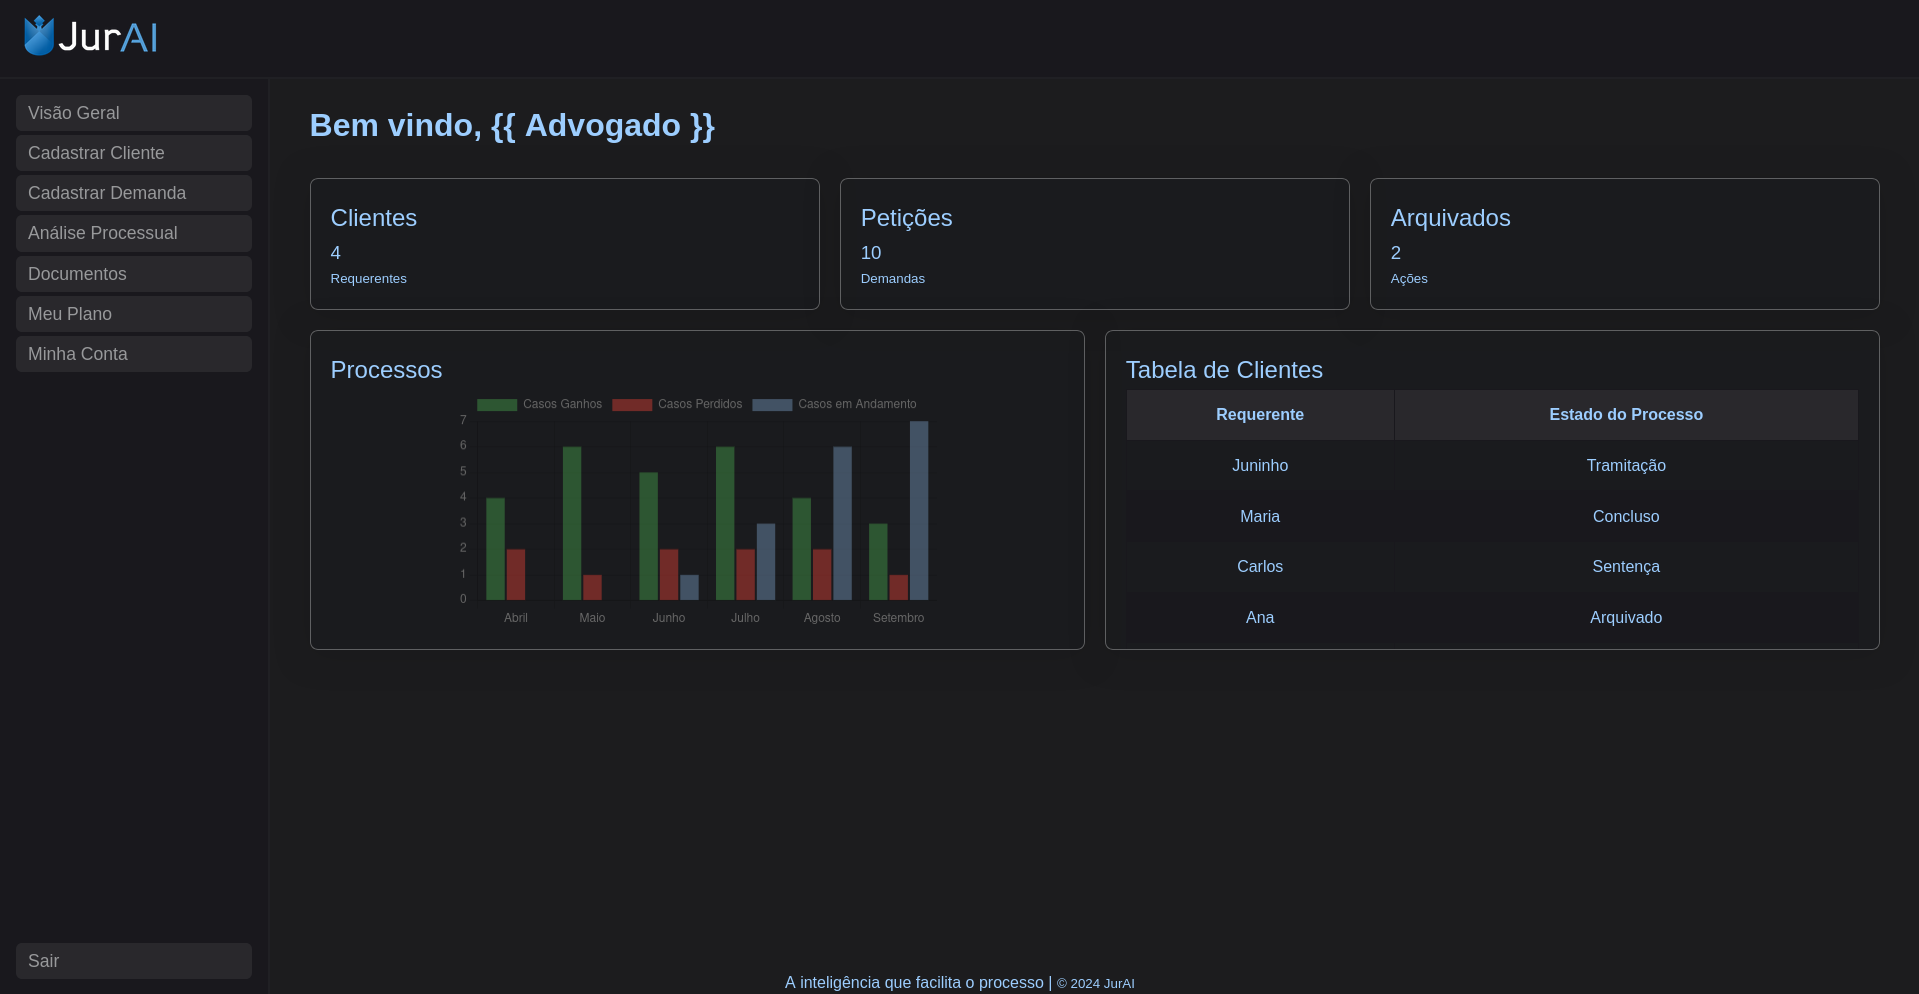 JurAI
Visão Geral
Cadastrar Cliente
Cadastrar Demanda
Análise Processual
Documentos
Meu Plano
Minha Conta
Sair
Bem vindo, {{ Advogado }}
Clientes
4
Requerentes
Petições
10
Demandas
Arquivados
2
Ações
Processos
Casos Ganhos Casos Perdidos Casos em Andamento
7
6
5
4
3
2
1
0
Abril Maio Junho Julho Agosto Setembro
Tabela de Clientes
Requerente Estado do Processo
Juninho Tramitação
Maria Concluso
Carlos Sentença
Ana Arquivado
A inteligência que facilita o processo | © 2024 JurAI